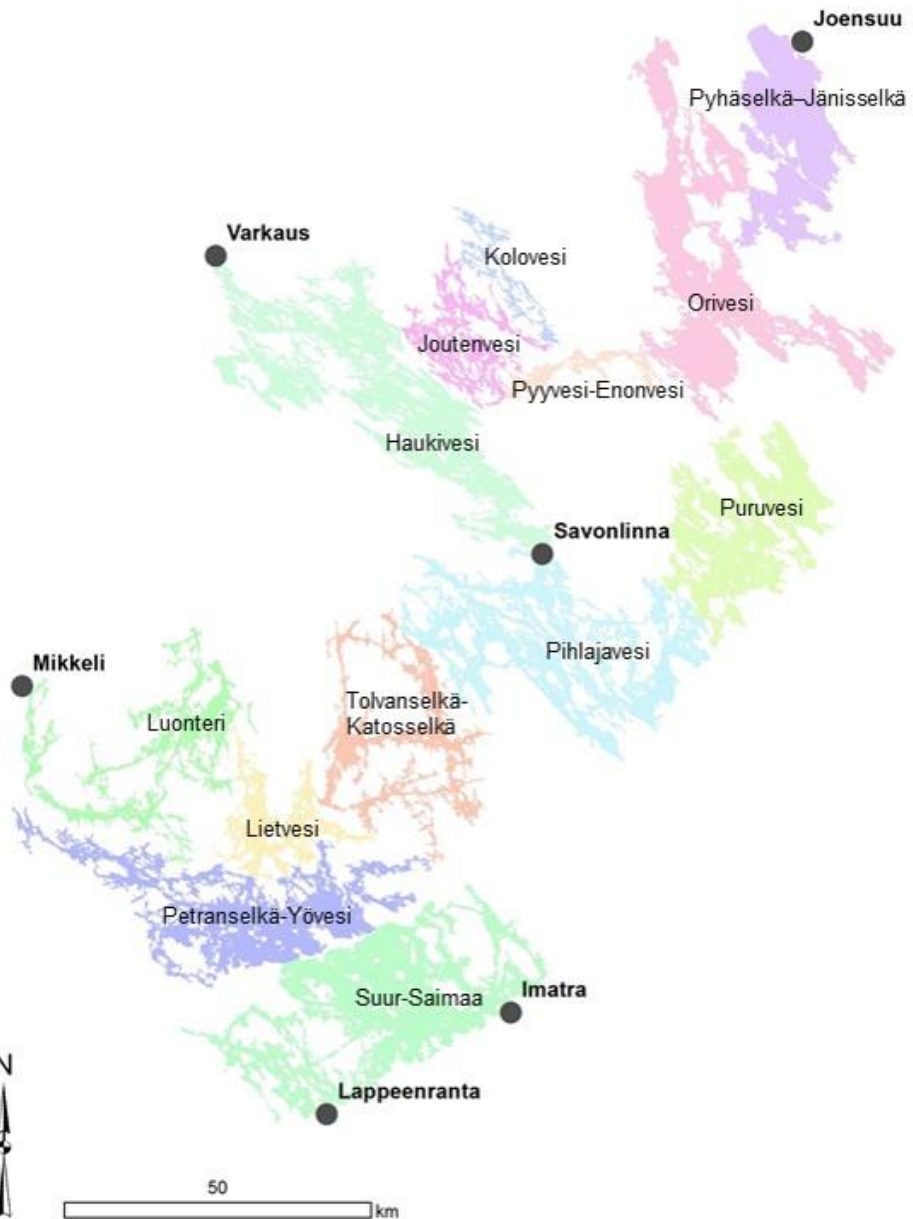 Joensuu
Pyhäselkä–Jänisselkä
Varkaus
Kolovesi
Orivesi
Joutenvesi
Pyyvesi-Enonvesi
Haukivesi
Puruvesi
Savonlinna
Pihlajavesi
Mikkeli
Tolvanselkä-
Katosselkä
Luonteri
Lietvesi
Petranselkä-Yövesi
Suur-Saimaa
Imatra
N
Lappeenranta
50
km